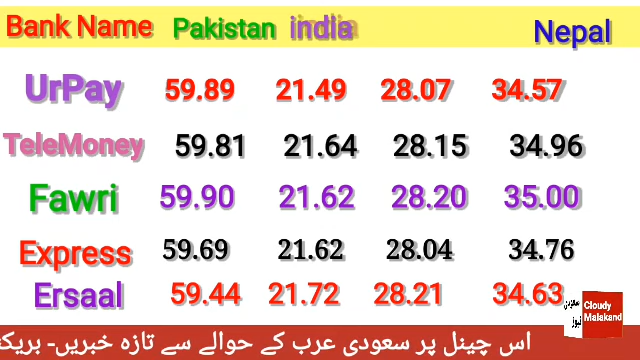 Bank Name Pakistan india Nepal
UrPay 59.89 21.49 28.07 34.57
TeleMoney 59.81 21.64 28.15 34.96
Fawri 59.90 21.62 28.20 35.00
Express 59.69 21.62 28.04 34.76
Ersaal 59.44 21.72 28.21 34.63
Cloudy
Malakand
نیوز
اس چینل پر سعودی عرب کے حوالے سے تازہ خبریں- بریکنگ